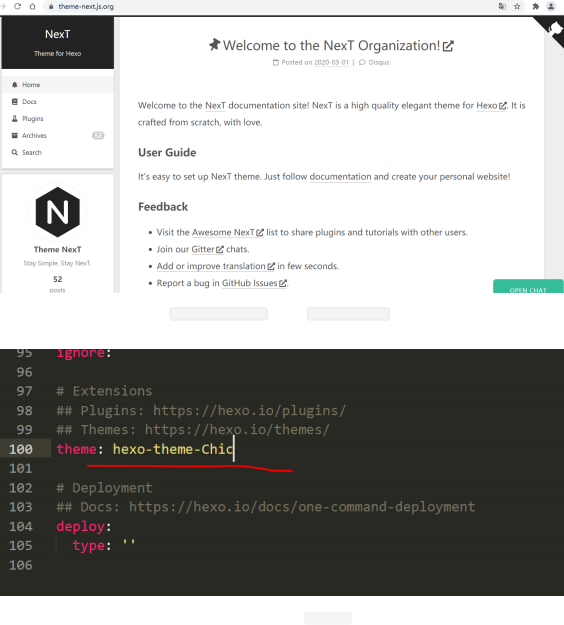 theme-next.js.org
NexT
Theme for Hexo
Home
Docs
Plugins
Archives 52
Search
Theme NexT
Stay Simple. Stay NexT.
52
posts
Welcome to the NexT Organization!
Posted on 2020-03-01 | Disqus:
Welcome to the NexT documentation site! NexT is a high quality elegant theme for Hexo. It is
crafted from scratch, with love.
User Guide
It's easy to set up NexT theme. Just follow documentation and create your personal website!
Feedback
• Visit the Awesome NexT list to share plugins and tutorials with other users.
• Join our Gitter chats.
• Add or improve translation in few seconds.
• Report a bug in GitHub Issues.
OPEN CHAT
95 ignore:
96
97 # Extensions
98 ## Plugins: https://hexo.io/plugins/
99 ## Themes: https://hexo.io/themes/
100 theme: hexo-theme-Chic
101
102 # Deployment
103 ## Docs: https://hexo.io/docs/one-command-deployment
104 deploy:
105 type: ''
106